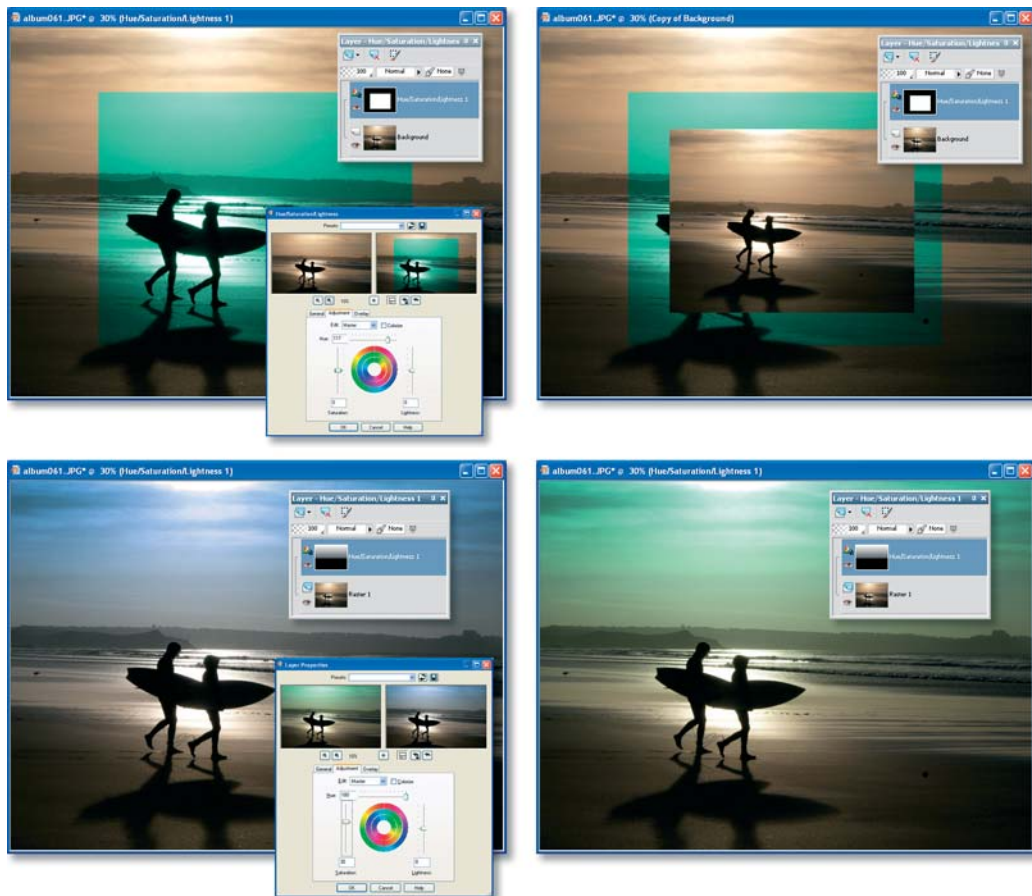 album061.JPG* @ 30% (Hue/Saturation/Lightness 1)
Layer - Hue/Saturation/Lightness
100 Normal None
Hue/Saturation/Lightness 1
Background
Hue/Saturation/Lightness
Presets:
General Adjustment Overlay
Edit: Master Colorize
Hue:
0 0
Saturation Lightness
OK Cancel Help
album061.JPG* @ 30% (Copy of Background)
Layer - Hue/Saturation/Lightness
100 Normal None
Hue/Saturation/Lightness 1
Background
album061.JPG* @ 30% (Hue/Saturation/Lightness 1)
Layer - Hue/Saturation/Lightness 1
100 Normal None
Hue/Saturation/Lightness 1
Raster 1
Layer Properties
Presets:
General Adjustment Overlay
Edit: Master Colorize
Hue: 180
Saturation Lightness
OK Cancel Help
album061.JPG* @ 30% (Hue/Saturation/Lightness 1)
Layer - Hue/Saturation/Lightness 1
100 Normal None
Hue/Saturation/Lightness 1
Raster 1